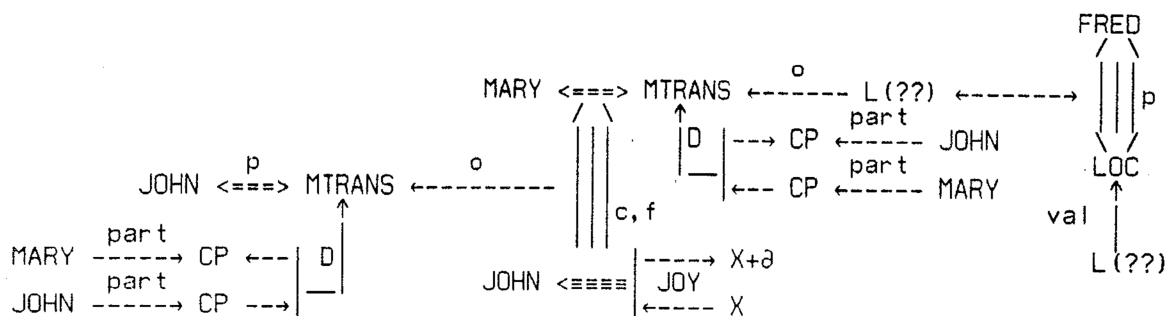 FRED
MARY <===> MTRANS <------ o L(??) <------> p
D ---> CP <------ part JOHN
JOHN <===> p MTRANS <------ o <--- CP <------ part MARY LOC
c,f val
MARY ------> part CP <--- D JOHN <≡≡≡≡ -----→ X+∂ L(??)
JOHN ------> part CP ---> JOY <----- X